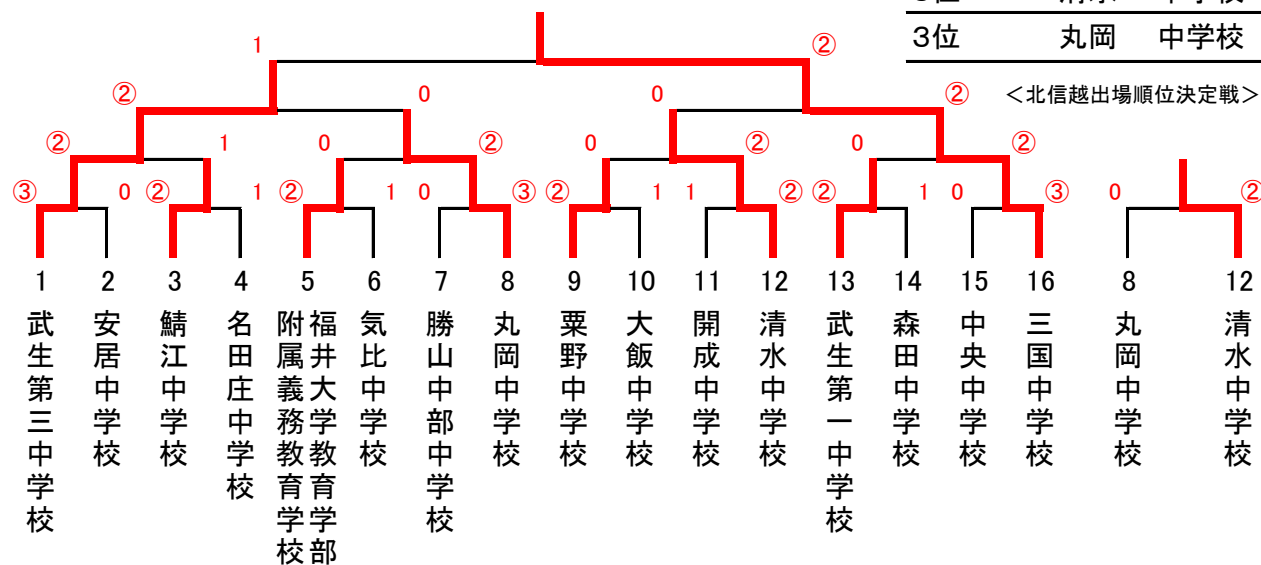 3位 丸岡 中学校
<北信越出場順位決定戦>
1 ②
② 0 0 ②
② 1 0 ② 0 ② 0 ②
③ 0 ② 1 ② 1 0 ③ ② 1 1 ② ② 1 0 ③ 0 ②
1 2 3 4 5 6 7 8 9 10 11 12 13 14 15 16 8 12
武生第三中学校
安居中学校
鯖江中学校
名田庄中学校
福井大学教育学部
附属義務教育学校
気比中学校
勝山中部中学校
丸岡中学校
粟野中学校
大飯中学校
開成中学校
清水中学校
武生第一中学校
森田中学校
中央中学校
三国中学校
丸岡中学校
清水中学校